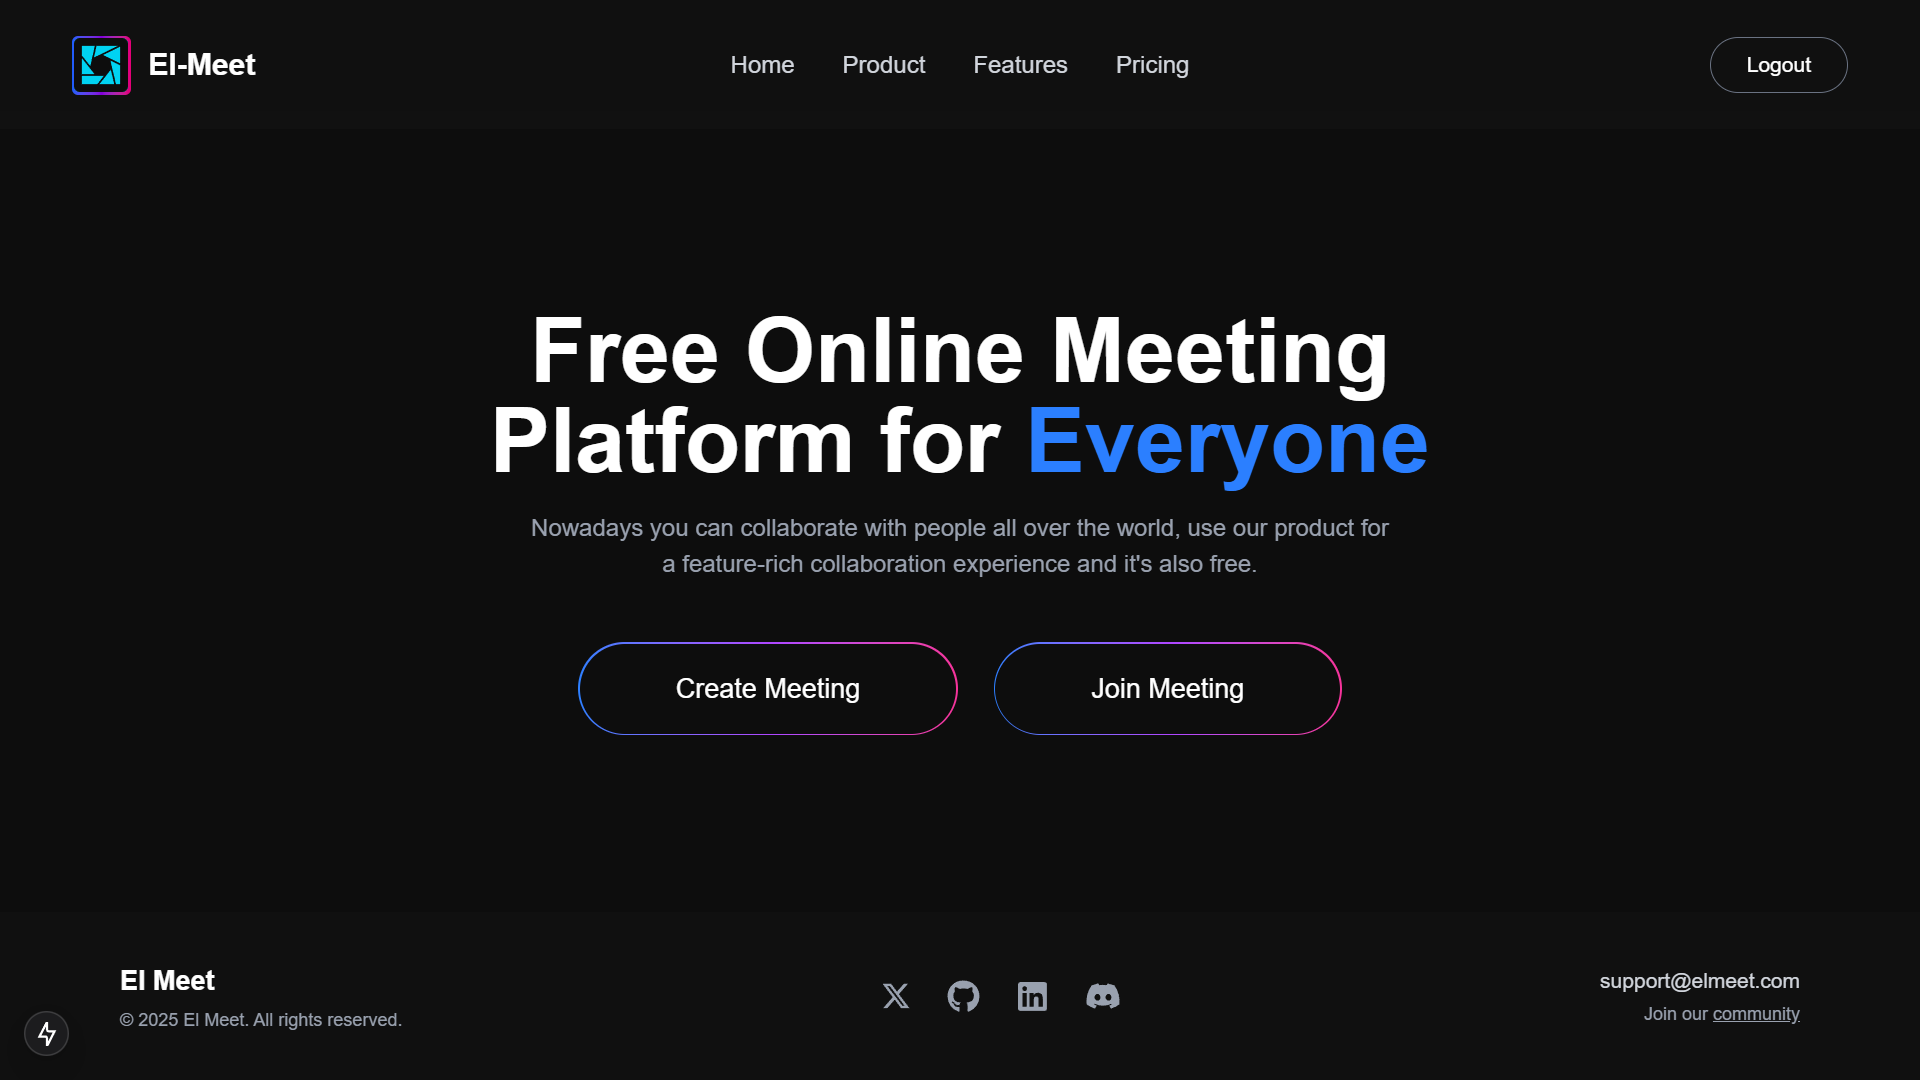 El-Meet
Home
Product
Features
Pricing
Logout
Free Online Meeting
Platform for Everyone
Nowadays you can collaborate with people all over the world, use our product for
a feature-rich collaboration experience and it's also free.
Create Meeting
Join Meeting
El Meet
© 2025 El Meet. All rights reserved.
support@elmeet.com
Join our community